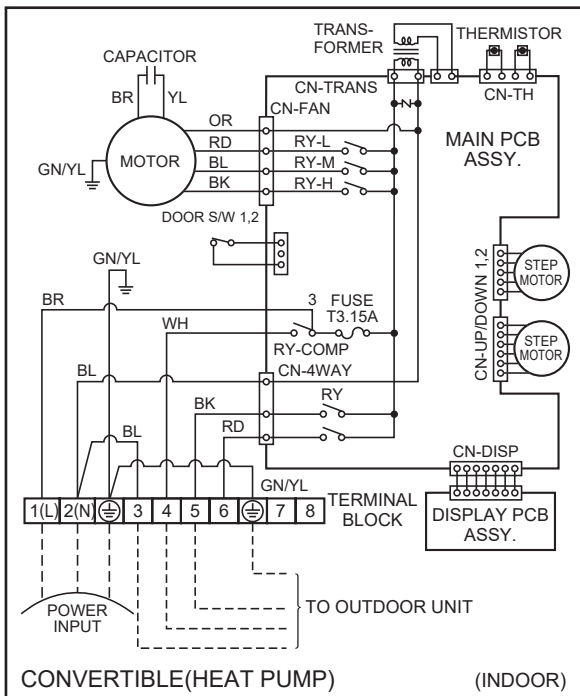 TRANS-
FORMER
THERMISTOR
CAPACITOR
BR YL
CN-TRANS
CN-TH
CN-FAN
Z
OR
RD
RY-L
MAIN PCB
ASSY.
MOTOR
GN/YL
BL
RY-M
BK
RY-H
DOOR S/W 1,2
GN/YL
STEP
MOTOR
CN-UP/DOWN 1,2
BR
3
FUSE
T3.15A
WH
STEP
MOTOR
RY-COMP
BL
CN-4WAY
BK
RY
RD
BL
CN-DISP
GN/YL
1(L) 2(N) 3 4 5 6 7 8
TERMINAL
BLOCK
DISPLAY PCB
ASSY.
POWER
INPUT
TO OUTDOOR UNIT
CONVERTIBLE(HEAT PUMP)
(INDOOR)